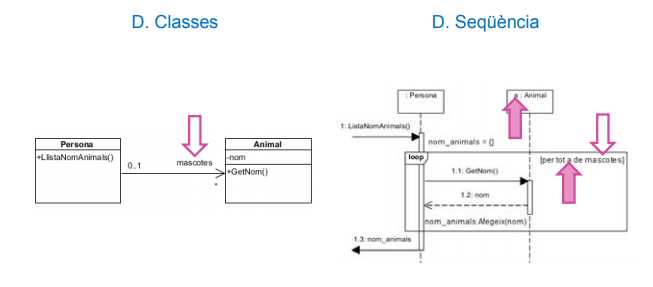 D. Classes
D. Seqüència
Persona
+LlistaNomAnimals()
0..1
mascotes
*
Animal
-nom
+GetNom()
: Persona
a : Animal
1: ListaNomAnimals()
nom_animals = {}
loop
[per tot a de mascotes]
1.1: GetNom()
1.2: nom
nom_animals.Afegeix(nom)
1.3: nom_animals